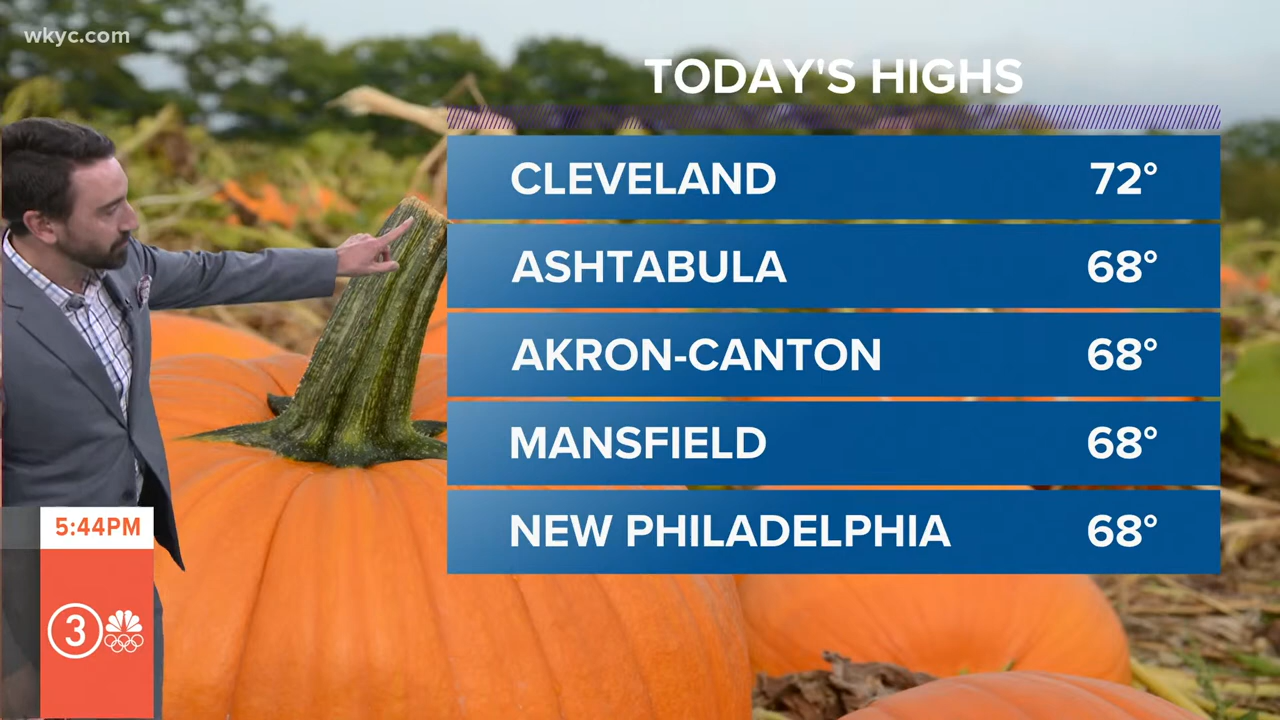 wkyc.com
TODAY'S HIGHS
CLEVELAND 72°
ASHTABULA 68°
AKRON-CANTON 68°
MANSFIELD 68°
NEW PHILADELPHIA 68°
5:44PM
3